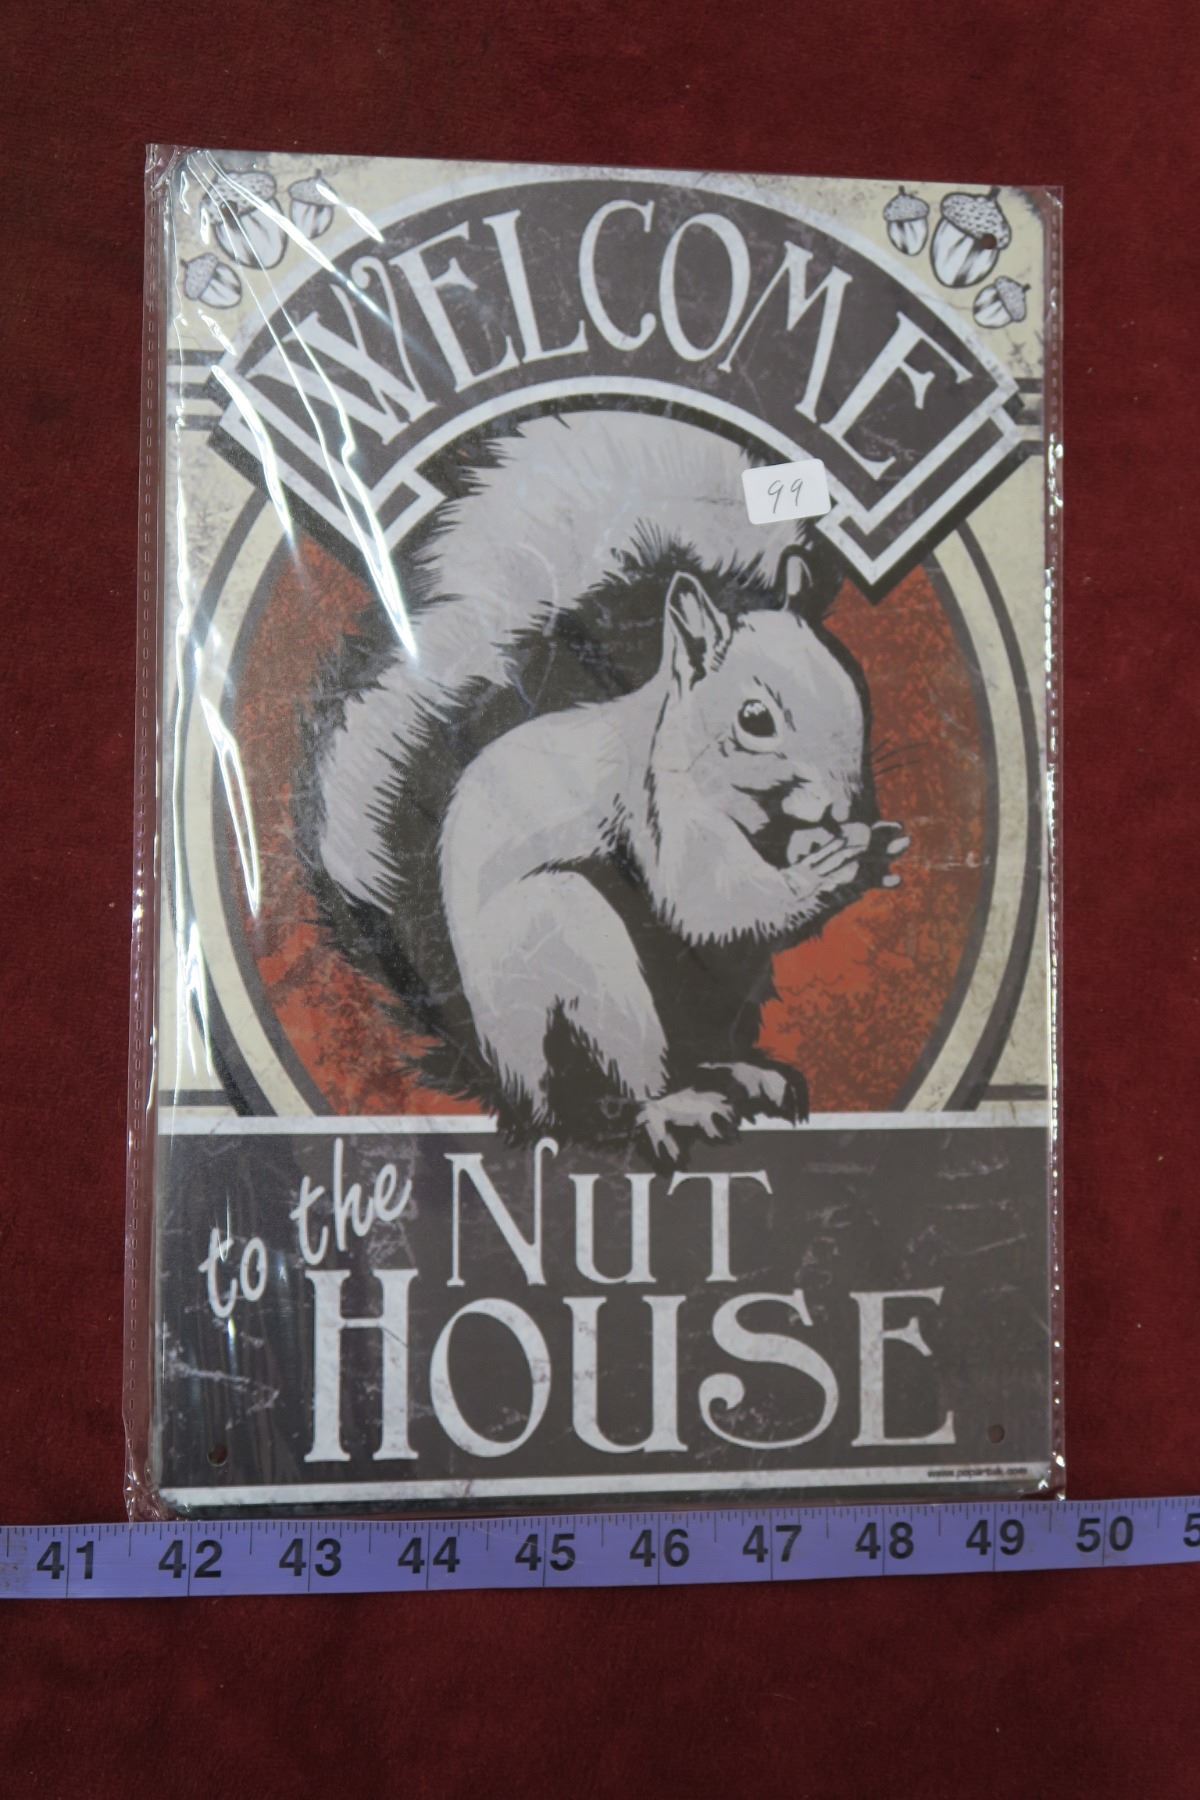 WELCOME
99
to the NUT
HOUSE
41 42 43 44 45 46 47 48 49 50